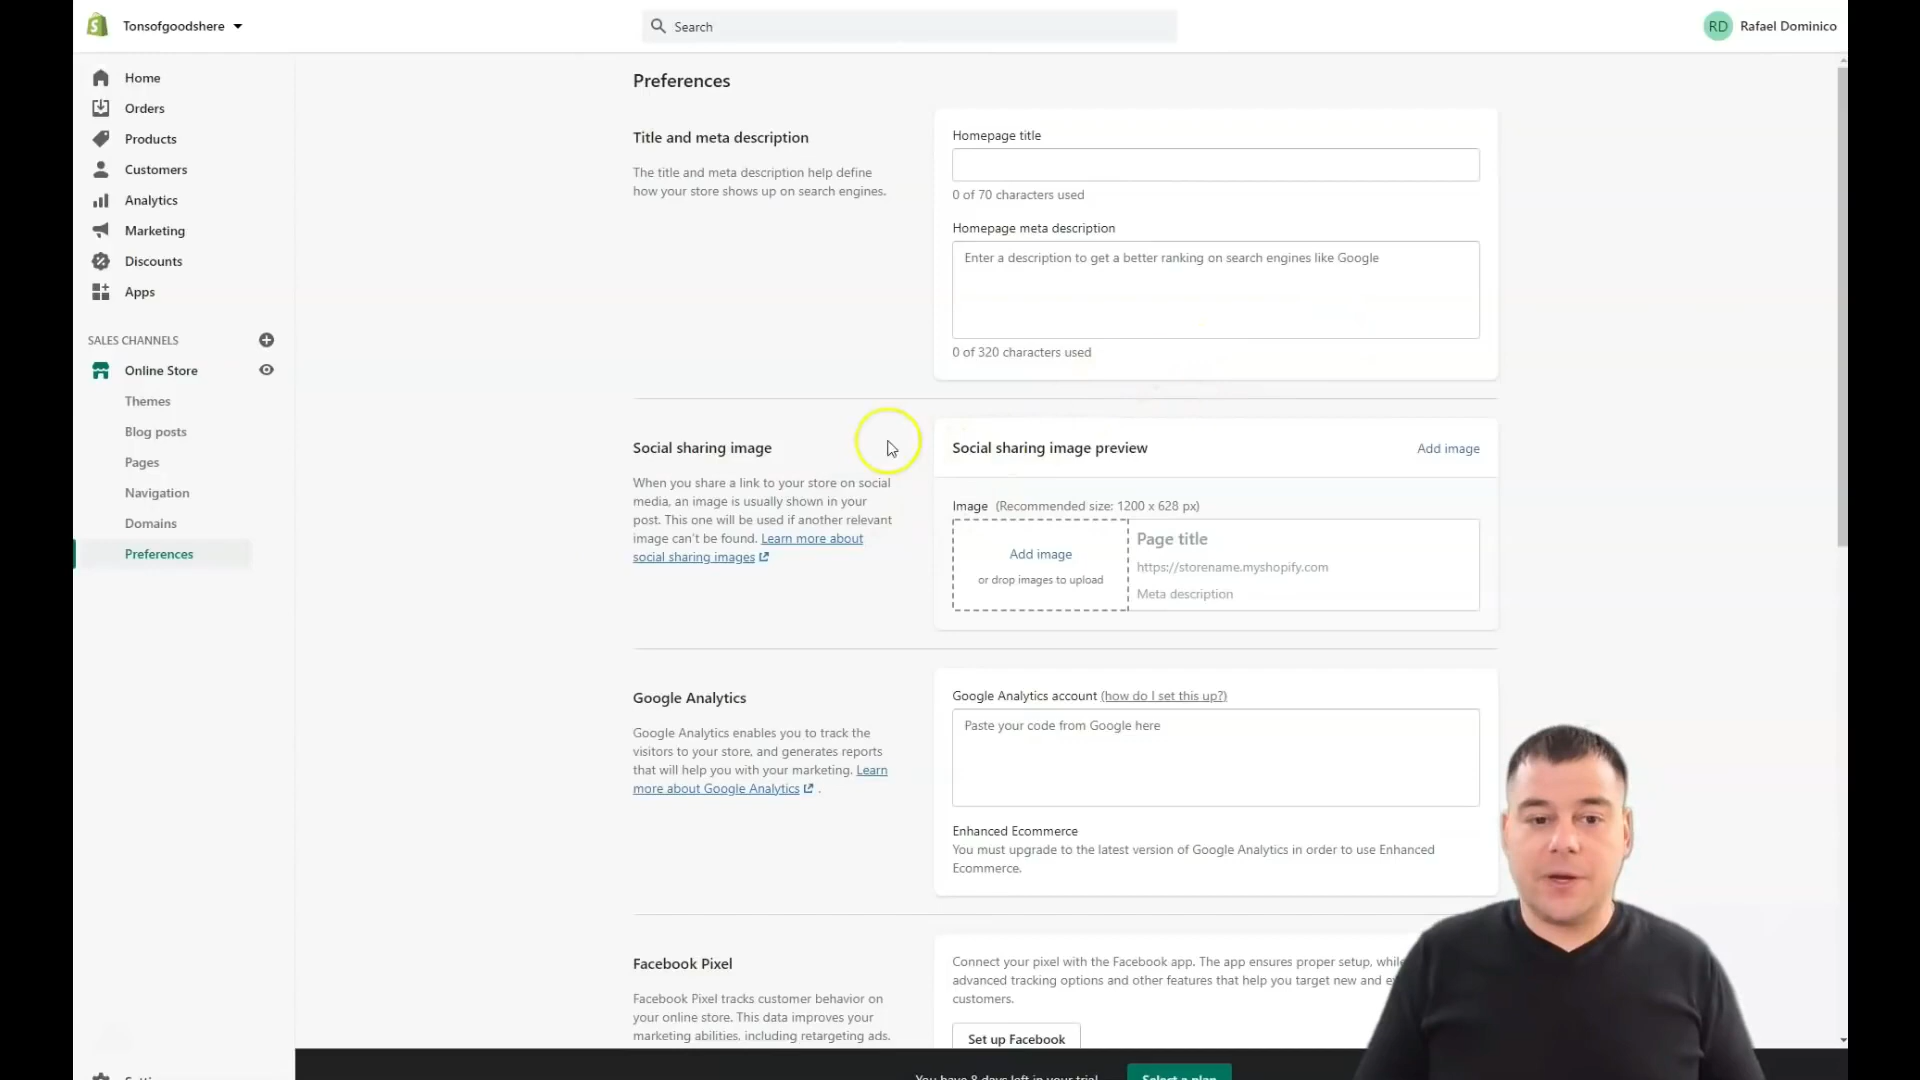 Tonsofgoodshere
Search
RD Rafael Dominico
Home
Orders
Products
Customers
Analytics
Marketing
Discounts
Apps
SALES CHANNELS
Online Store
Themes
Blog posts
Pages
Navigation
Domains
Preferences
Preferences
Title and meta description
The title and meta description help define
how your store shows up on search engines.
Homepage title
0 of 70 characters used
Homepage meta description
Enter a description to get a better ranking on search engines like Google
0 of 320 characters used
Social sharing image
When you share a link to your store on social
media, an image is usually shown in your
post. This one will be used if another relevant
image can't be found. Learn more about
social sharing images
Social sharing image preview
Add image
Image (Recommended size: 1200 x 628 px)
Add image
or drop images to upload
Page title
https://storename.myshopify.com
Meta description
Google Analytics
Google Analytics enables you to track the
visitors to your store, and generates reports
that will help you with your marketing. Learn
more about Google Analytics .
Google Analytics account (how do I set this up?)
Paste your code from Google here
Enhanced Ecommerce
You must upgrade to the latest version of Google Analytics in order to use Enhanced
Ecommerce.
Facebook Pixel
Facebook Pixel tracks customer behavior on
your online store. This data improves your
marketing abilities, including retargeting ads.
Connect your pixel with the Facebook app. The app ensures proper setup, while
advanced tracking options and other features that help you target new and
customers.
Set up Facebook
You have 8 days left in your trial
Select a plan